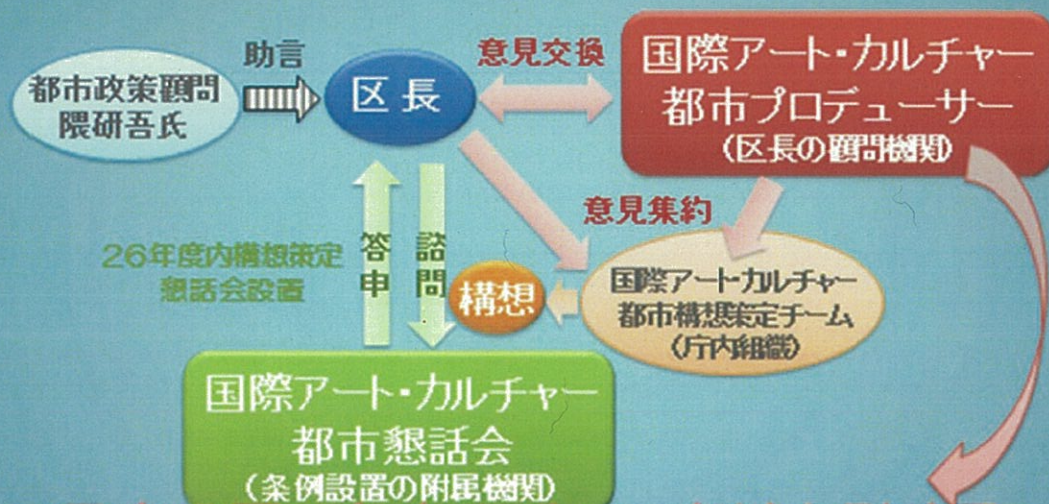 都市政策顧問
隈研吾氏
助言
区長
意見交換
国際アート・カルチャー
都市プロデューサー
(区長の顧問機関)
意見集約
26年度内構想策定
懇話会設置
答申
諮問
構想
国際アート・カルチャー
都市構想策定チーム
(庁内組織)
国際アート・カルチャー
都市懇話会
(条例設置の附属機関)